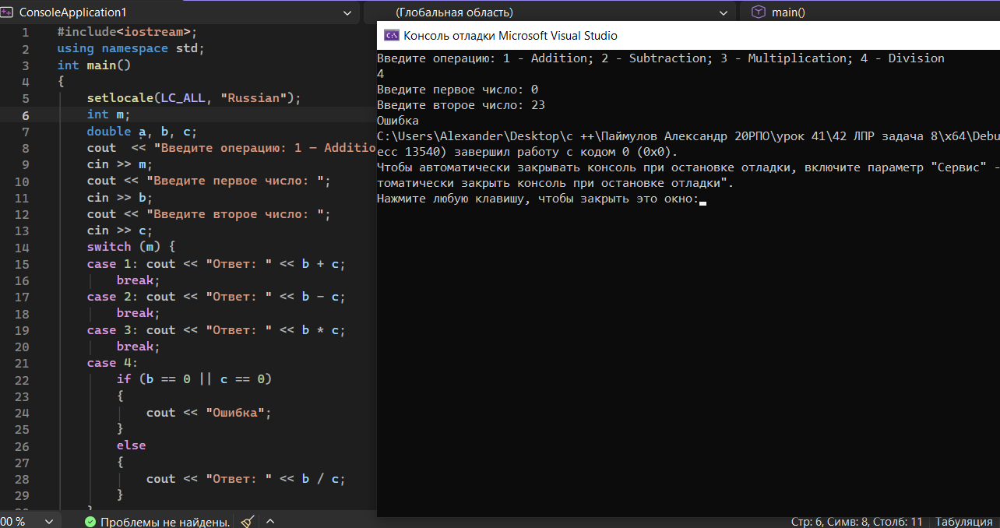 ConsoleApplication1
(Глобальная область)
main()
1 #include<iostream>;
2 using namespace std;
3 int main()
4 {
5 setlocale(LC_ALL, "Russian");
6 int m;
7 double a, b, c;
8 cout << "Введите операцию: 1 - Additio
9 cin >> m;
10 cout << "Введите первое число: ";
11 cin >> b;
12 cout << "Введите второе число: ";
13 cin >> c;
14 switch (m) {
15 case 1: cout << "Ответ: " << b + c;
16 break;
17 case 2: cout << "Ответ: " << b - c;
18 break;
19 case 3: cout << "Ответ: " << b * c;
20 break;
21 case 4:
22 if (b == 0 || c == 0)
23 {
24 cout << "Ошибка";
25 }
26 else
27 {
28 cout << "Ответ: " << b / c;
29 }
Консоль отладки Microsoft Visual Studio
Введите операцию: 1 - Addition; 2 - Subtraction; 3 - Multiplication; 4 - Division
4
Введите первое число: 0
Введите второе число: 23
Ошибка
C:\Users\Alexander\Desktop\c ++\Паймулов Александр 20РПО\урок 41\42 ЛПР задача 8\x64\Debu
есс 13540) завершил работу с кодом 0 (0x0).
Чтобы автоматически закрывать консоль при остановке отладки, включите параметр "Сервис" -
томатически закрыть консоль при остановке отладки".
Нажмите любую клавишу, чтобы закрыть это окно:
00 %
Проблемы не найдены.
Стр: 6, Симв: 8, Столб: 11 Табуляция